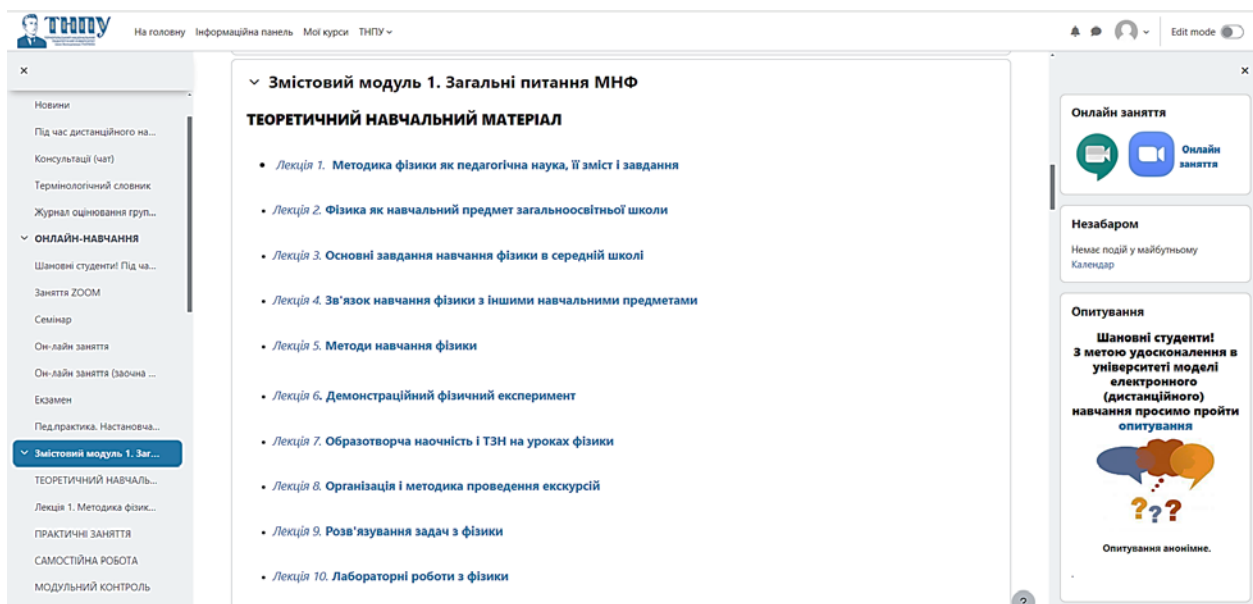 ТНПУ
На головну Інформаційна панель Мої курси ТНПУ
Edit mode
Новини
Під час дистанційного на...
Консультації (чат)
Термінологічний словник
Журнал оцінювання груп...
ОНЛАЙН-НАВЧАННЯ
Шановні студенти! Під ча...
Заняття ZOOM
Семінар
Он-лайн заняття
Он-лайн заняття (заочна ...
Екзамен
Пед.практика. Настановча...
Змістовий модуль 1. Заг...
ТЕОРЕТИЧНИЙ НАВЧАЛЬ...
Лекція 1. Методика фізик...
ПРАКТИЧНІ ЗАНЯТТЯ
САМОСТІЙНА РОБОТА
МОДУЛЬНИЙ КОНТРОЛЬ
Змістовий модуль 1. Загальні питання МНФ
ТЕОРЕТИЧНИЙ НАВЧАЛЬНИЙ МАТЕРІАЛ
Лекція 1. Методика фізики як педагогічна наука, її зміст і завдання
Лекція 2. Фізика як навчальний предмет загальноосвітньої школи
Лекція 3. Основні завдання навчання фізики в середній школі
Лекція 4. Зв'язок навчання фізики з іншими навчальними предметами
Лекція 5. Методи навчання фізики
Лекція 6. Демонстраційний фізичний експеримент
Лекція 7. Образотворча наочність і ТЗН на уроках фізики
Лекція 8. Організація і методика проведення екскурсій
Лекція 9. Розв'язування задач з фізики
Лекція 10. Лабораторні роботи з фізики
Онлайн заняття
Онлайн
заняття
Незабаром
Немає подій у майбутньому
Календар
Опитування
Шановні студенти!
З метою удосконалення в
університеті моделі
електронного
(дистанційного)
навчання просимо пройти
опитування
???
Опитування анонімне.
.
?